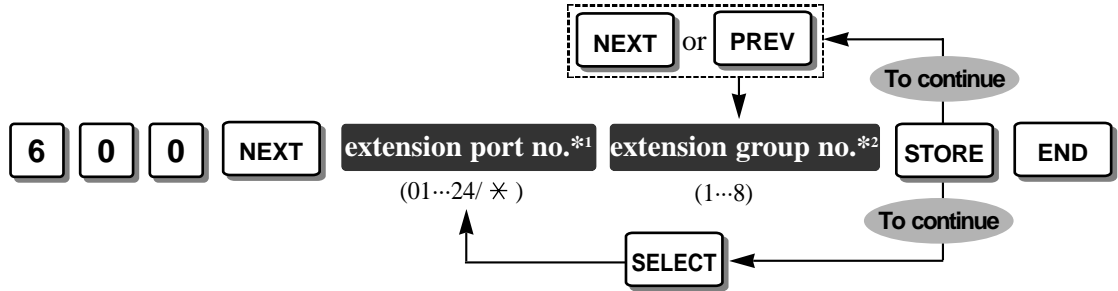 NEXT or PREV
To continue
6 0 0 NEXT extension port no.*1 extension group no.*2 STORE END
(01···24/ ✳ ) (1···8)
To continue
SELECT